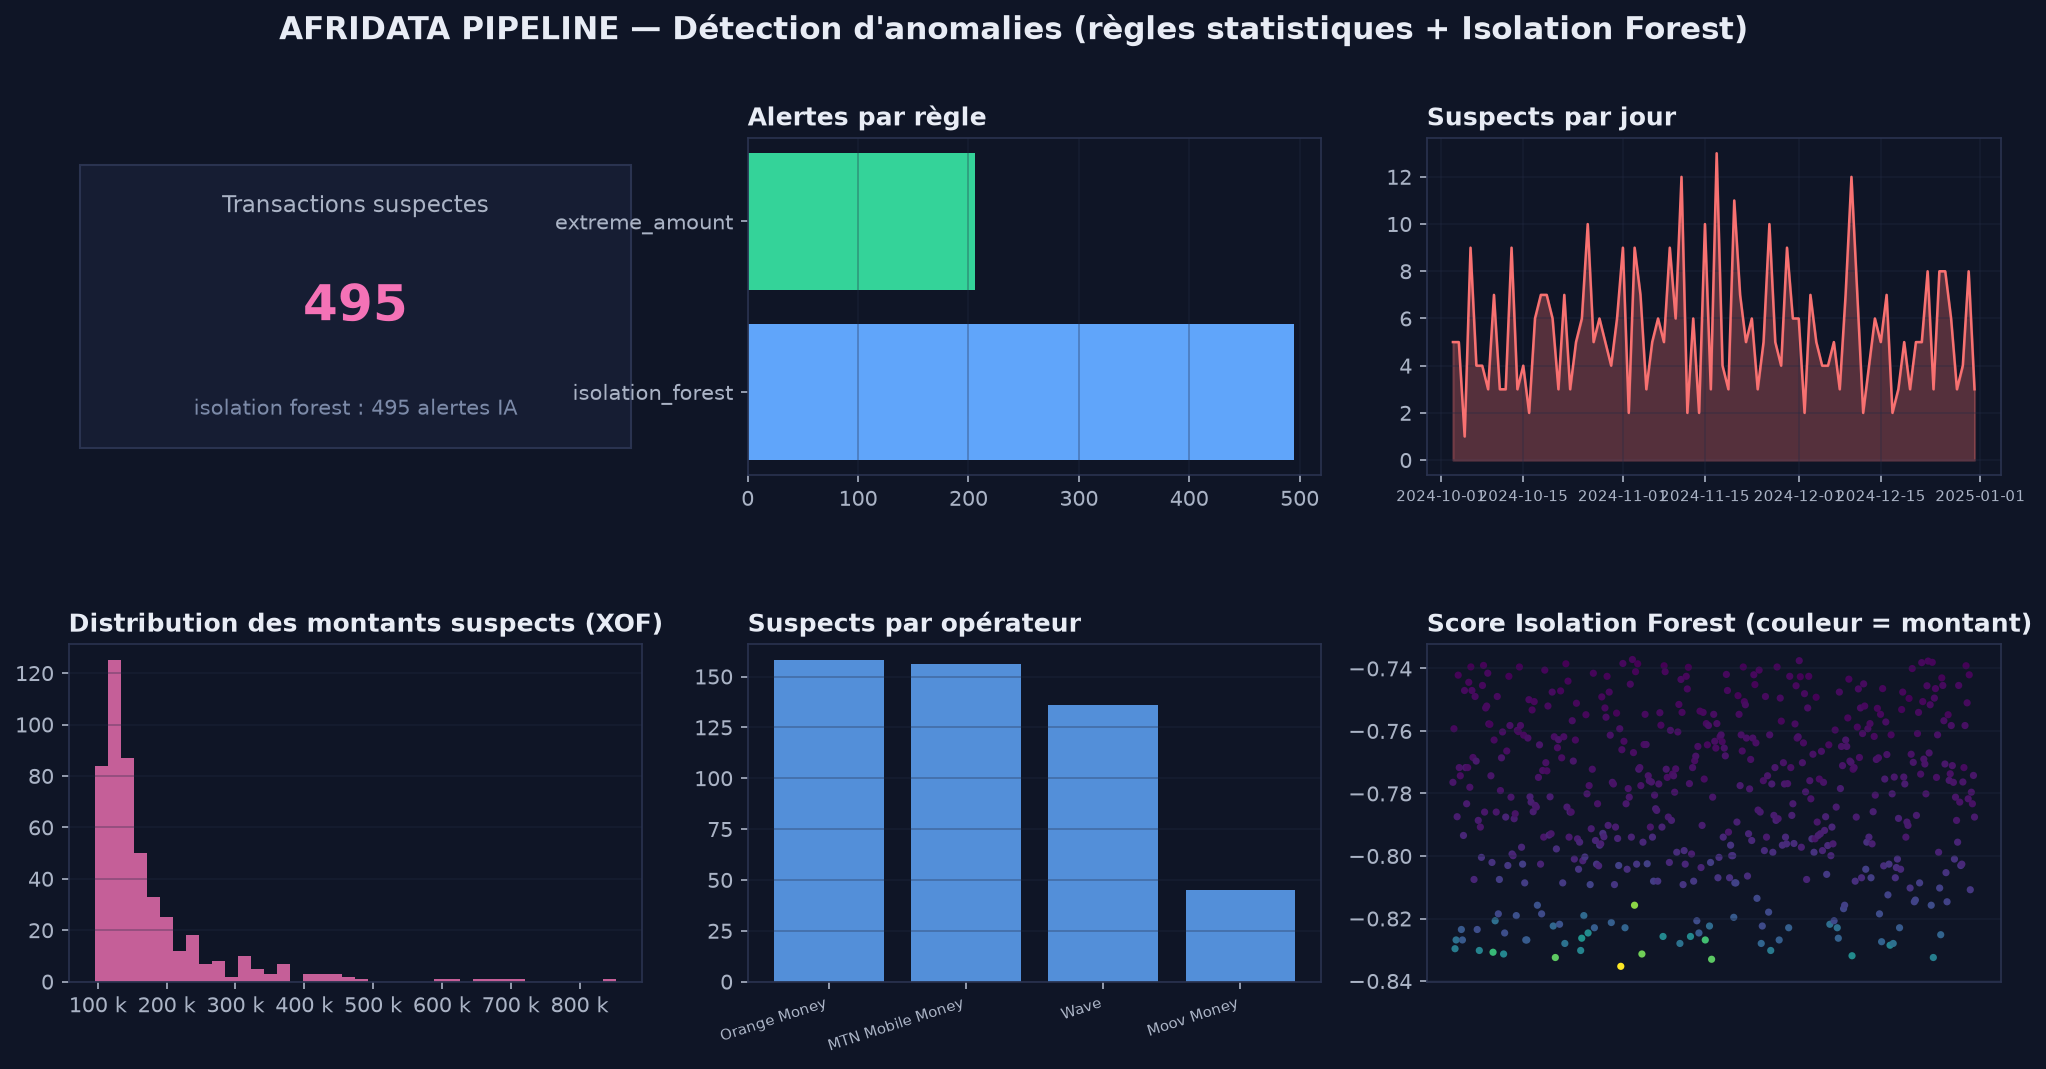 AFRIDATA PIPELINE — Détection d'anomalies (règles statistiques + Isolation Forest)
Transactions suspectes
495
isolation forest : 495 alertes IA
Alertes par règle
extreme_amount
isolation_forest
0 100 200 300 400 500
Suspects par jour
12
10
8
6
4
2
0
2024-10-01 2024-10-15 2024-11-01 2024-11-15 2024-12-01 2024-12-15 2025-01-01
Distribution des montants suspects (XOF)
120
100
80
60
40
20
0
100 k 200 k 300 k 400 k 500 k 600 k 700 k 800 k
Suspects par opérateur
150
125
100
75
50
25
0
Orange Money
MTN Mobile Money
Wave
Moov Money
Score Isolation Forest (couleur = montant)
−0.74
−0.76
−0.78
−0.80
−0.82
−0.84